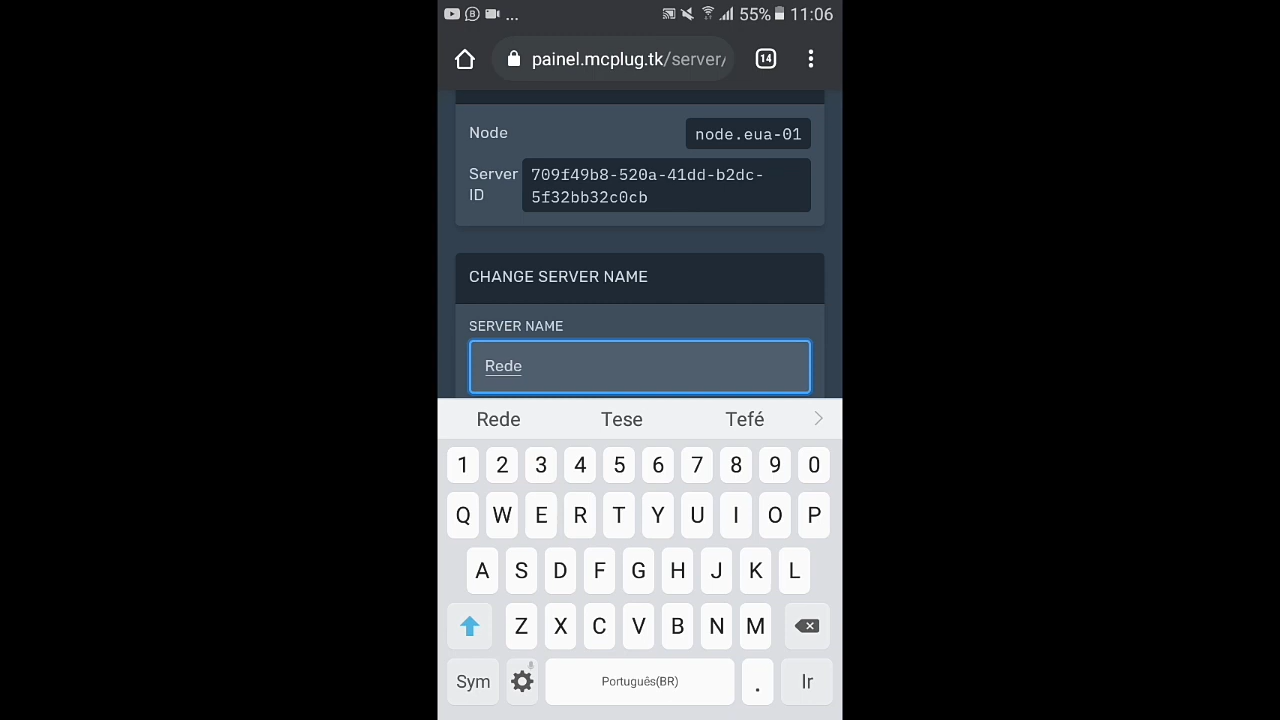 ... 55% 11:06
painel.mcplug.tk/server/ 14
Node node.eua-01
Server ID 709f49b8-520a-41dd-b2dc-
5f32bb32c0cb
CHANGE SERVER NAME
SERVER NAME
Rede
Rede Tese Tefé
1 2 3 4 5 6 7 8 9 0
Q W E R T Y U I O P
A S D F G H J K L
Z X C V B N M
Sym Português(BR) . Ir